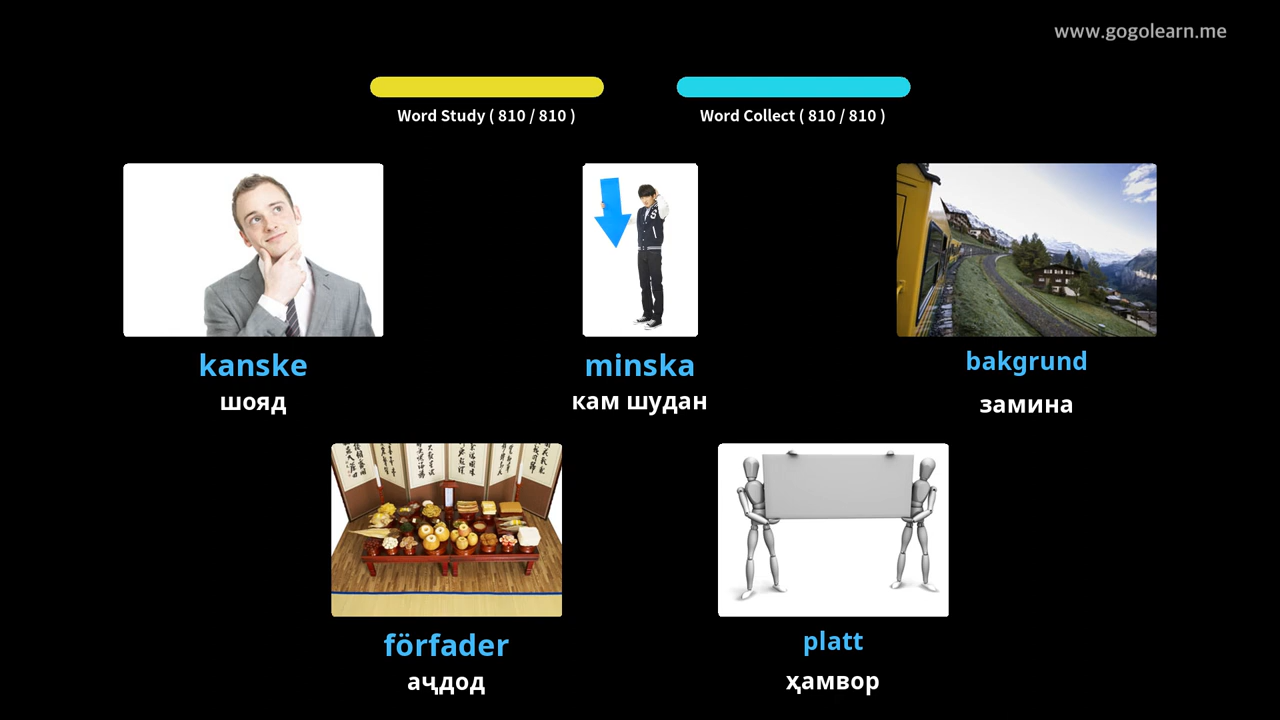 www.gogolearn.me
Word Study ( 810 / 810 )
Word Collect ( 810 / 810 )
kanske
шояд
minska
кам шудан
bakgrund
замина
förfader
аҷдод
platt
ҳамвор